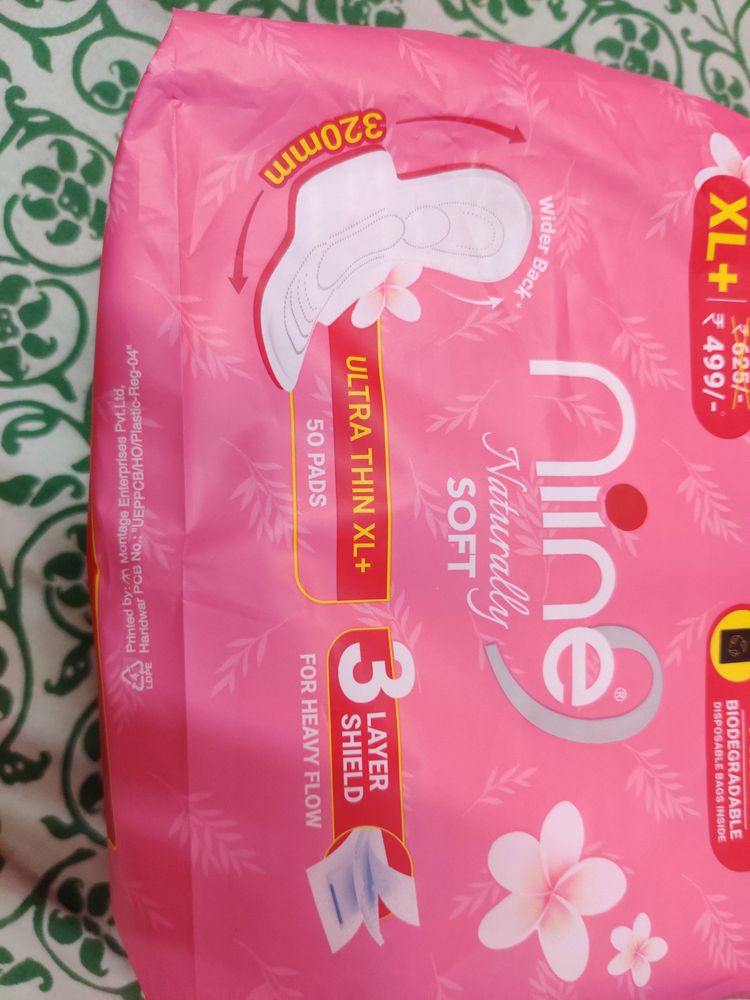 XL+
₹ 625/-
₹ 499/-
320mm
Wider Back*
niine®
Naturally
SOFT
ULTRA THIN XL+
50 PADS
3 LAYER
SHIELD
FOR HEAVY FLOW
BIODEGRADABLE
DISPOSABLE BAGS INSIDE
Printed by: Montage Enterprises Pvt.Ltd,
Haridwar PCB No.: "UEPPCB/HO/Plastic-Reg-04"
4
LDPE